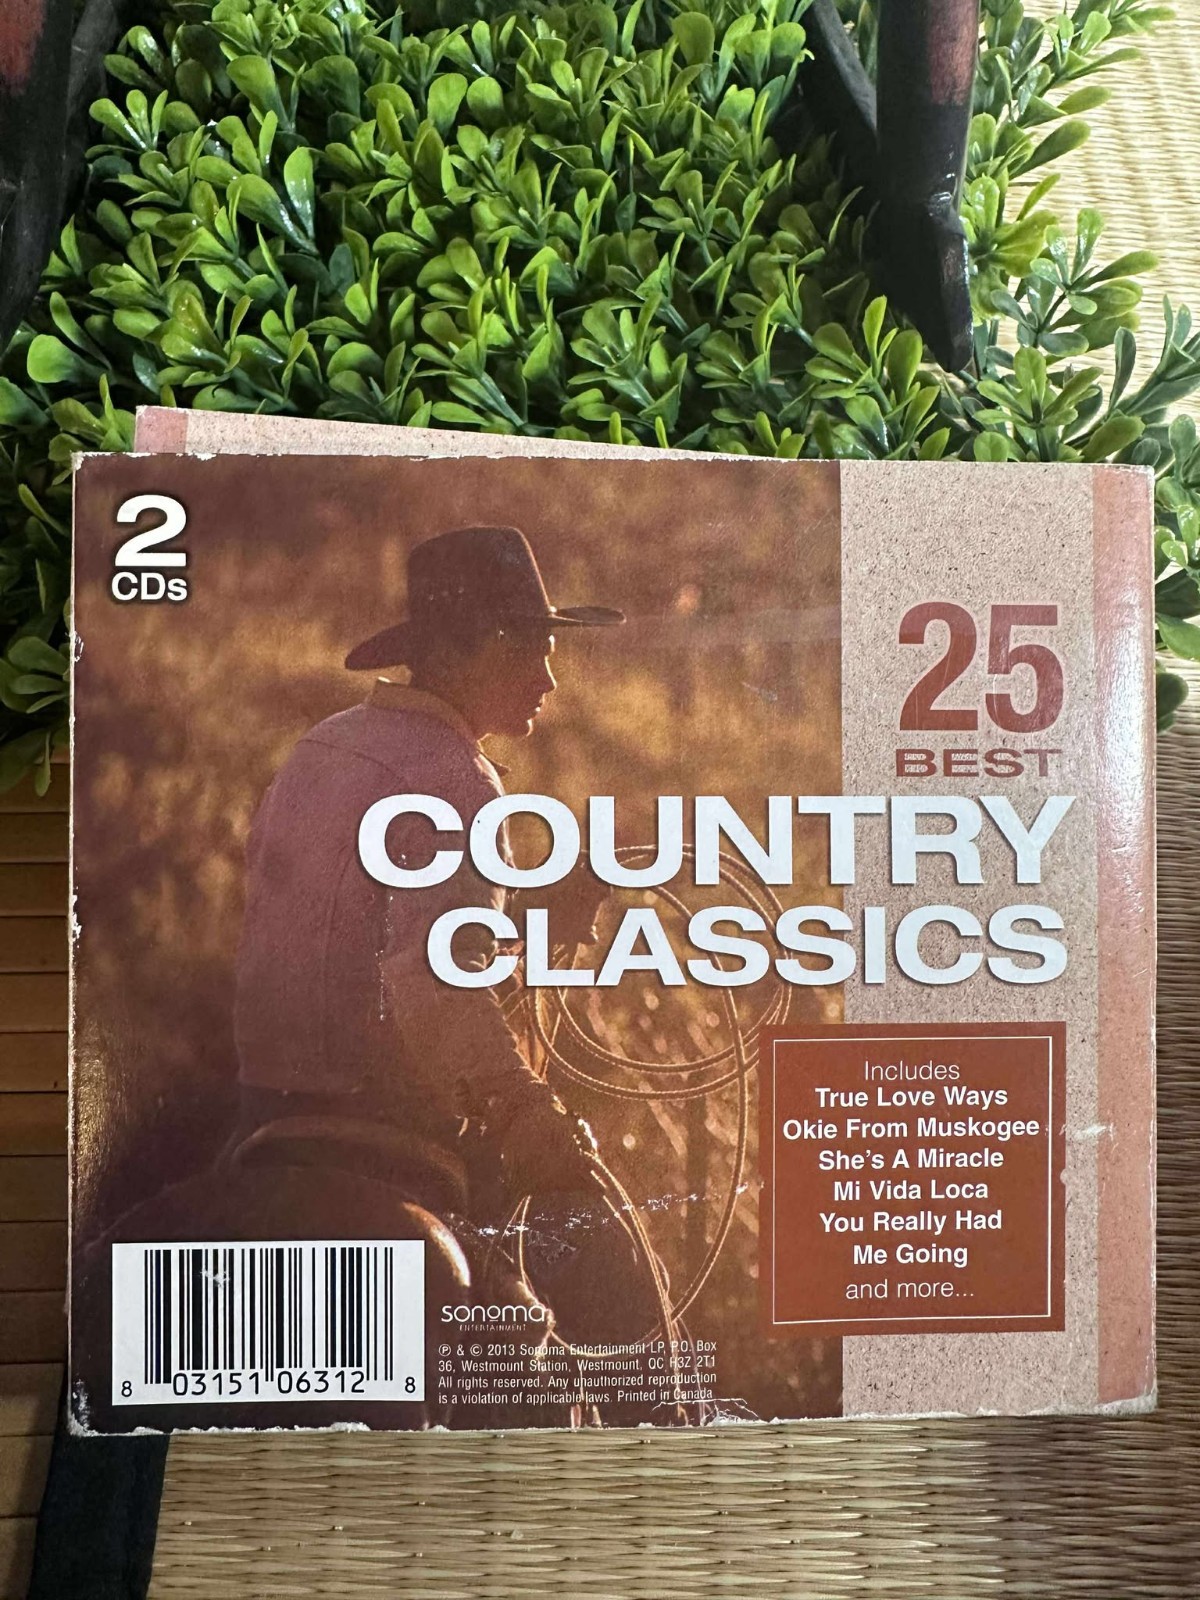 2
CDs
25
BEST
COUNTRY
CLASSICS
Includes
True Love Ways
Okie From Muskogee
She's A Miracle
Mi Vida Loca
You Really Had
Me Going
and more...
8 03151 06312 8
sonoma
ENTERTAINMENT
℗ & © 2013 Sonoma Entertainment LP, P.O. Box
36, Westmount Station, Westmount, QC H3Z 2T1
All rights reserved. Any unauthorized reproduction
is a violation of applicable laws. Printed in Canada